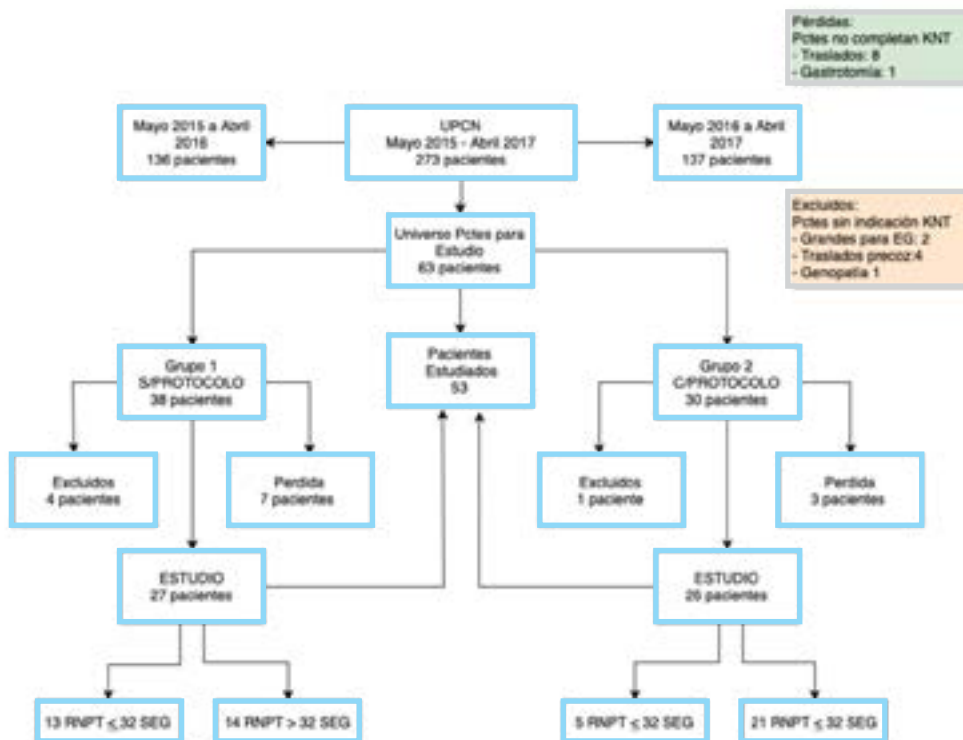 Pérdidas:
Pctes no completan KNT
- Traslados: 8
- Gastrotomía: 1
Mayo 2015 a Abril
2016
136 pacientes
UPCN
Mayo 2015 - Abril 2017
273 pacientes
Mayo 2016 a Abril
2017
137 pacientes
Excluidos:
Pctes sin indicación KNT
- Grandes para EG: 2
- Traslados precoz:4
- Genopatía 1
Universo Pctes para
Estudio
63 pacientes
Grupo 1
S/PROTOCOLO
38 pacientes
Pacientes
Estudiados
53
Grupo 2
C/PROTOCOLO
30 pacientes
Excluidos
4 pacientes
Perdida
7 pacientes
Excluidos
1 paciente
Perdida
3 pacientes
ESTUDIO
27 pacientes
ESTUDIO
26 pacientes
13 RNPT ≤ 32 SEG
14 RNPT > 32 SEG
5 RNPT ≤ 32 SEG
21 RNPT ≤ 32 SEG